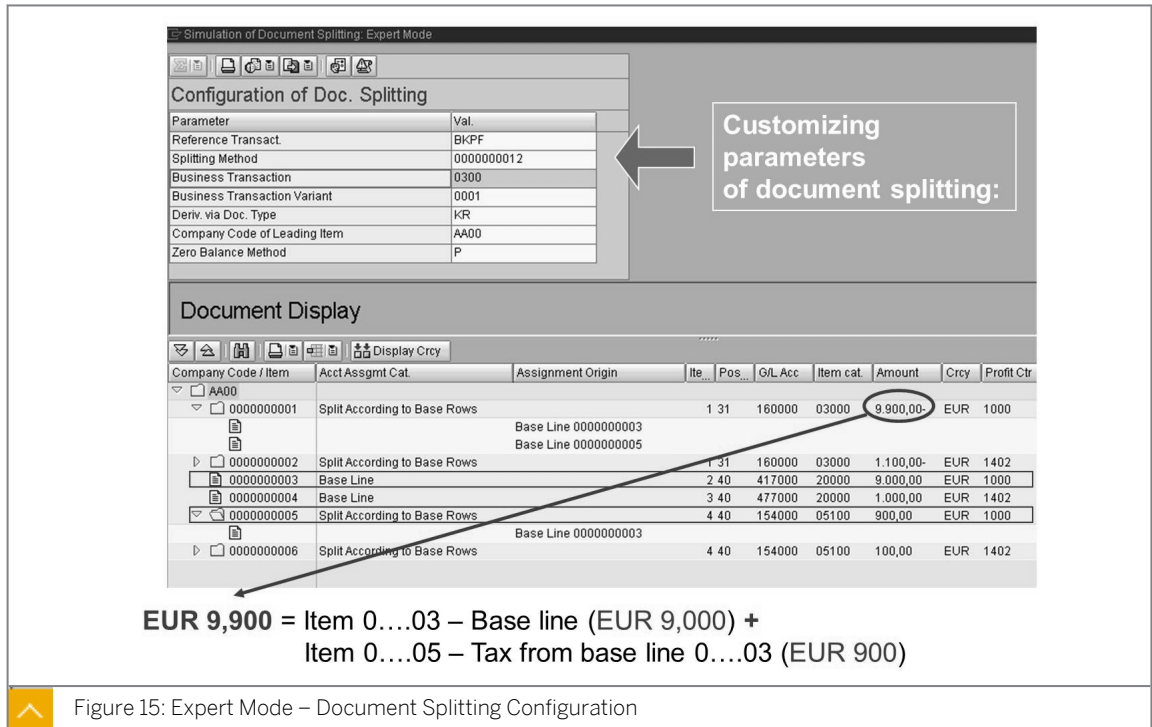 Simulation of Document Splitting: Expert Mode
Configuration of Doc. Splitting
Parameter Val.
Reference Transact. BKPF
Splitting Method 0000000012
Business Transaction 0300
Business Transaction Variant 0001
Deriv. via Doc. Type KR
Company Code of Leading Item AA00
Zero Balance Method P
Customizing
parameters
of document splitting:
Document Display
Display Crcy
Company Code / Item Acct Assgmt Cat. Assignment Origin Ite... Pos... G/L Acc Item cat. Amount Crcy Profit Ctr
AA00
0000000001 Split According to Base Rows 1 31 160000 03000 9.900,00- EUR 1000
Base Line 0000000003
Base Line 0000000005
0000000002 Split According to Base Rows 1 31 160000 03000 1.100,00- EUR 1402
0000000003 Base Line 2 40 417000 20000 9.000,00 EUR 1000
0000000004 Base Line 3 40 477000 20000 1.000,00 EUR 1402
0000000005 Split According to Base Rows 4 40 154000 05100 900,00 EUR 1000
Base Line 0000000003
0000000006 Split According to Base Rows 4 40 154000 05100 100,00 EUR 1402
EUR 9,900 = Item 0....03 – Base line (EUR 9,000) +
Item 0....05 – Tax from base line 0....03 (EUR 900)
Figure 15: Expert Mode – Document Splitting Configuration